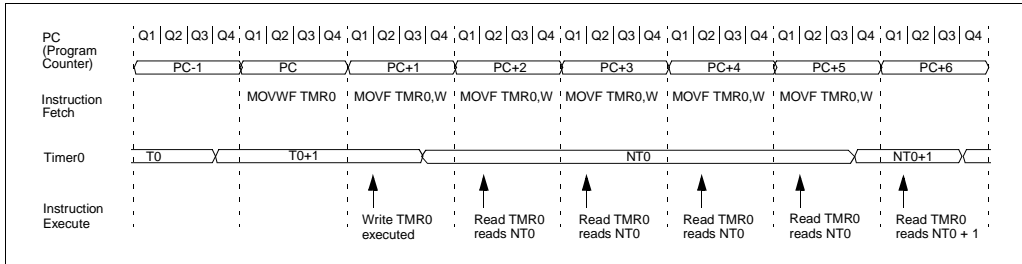 PC
(Program
Counter)
Q1 Q2 Q3 Q4 Q1 Q2 Q3 Q4 Q1 Q2 Q3 Q4 Q1 Q2 Q3 Q4 Q1 Q2 Q3 Q4 Q1 Q2 Q3 Q4 Q1 Q2 Q3 Q4 Q1 Q2 Q3 Q4
PC-1 PC PC+1 PC+2 PC+3 PC+4 PC+5 PC+6
Instruction
Fetch
MOVWF TMR0 MOVF TMR0,W MOVF TMR0,W MOVF TMR0,W MOVF TMR0,W MOVF TMR0,W
Timer0
T0 T0+1 NT0 NT0+1
Instruction
Execute
Write TMR0
executed
Read TMR0
reads NT0
Read TMR0
reads NT0
Read TMR0
reads NT0
Read TMR0
reads NT0
Read TMR0
reads NT0 + 1